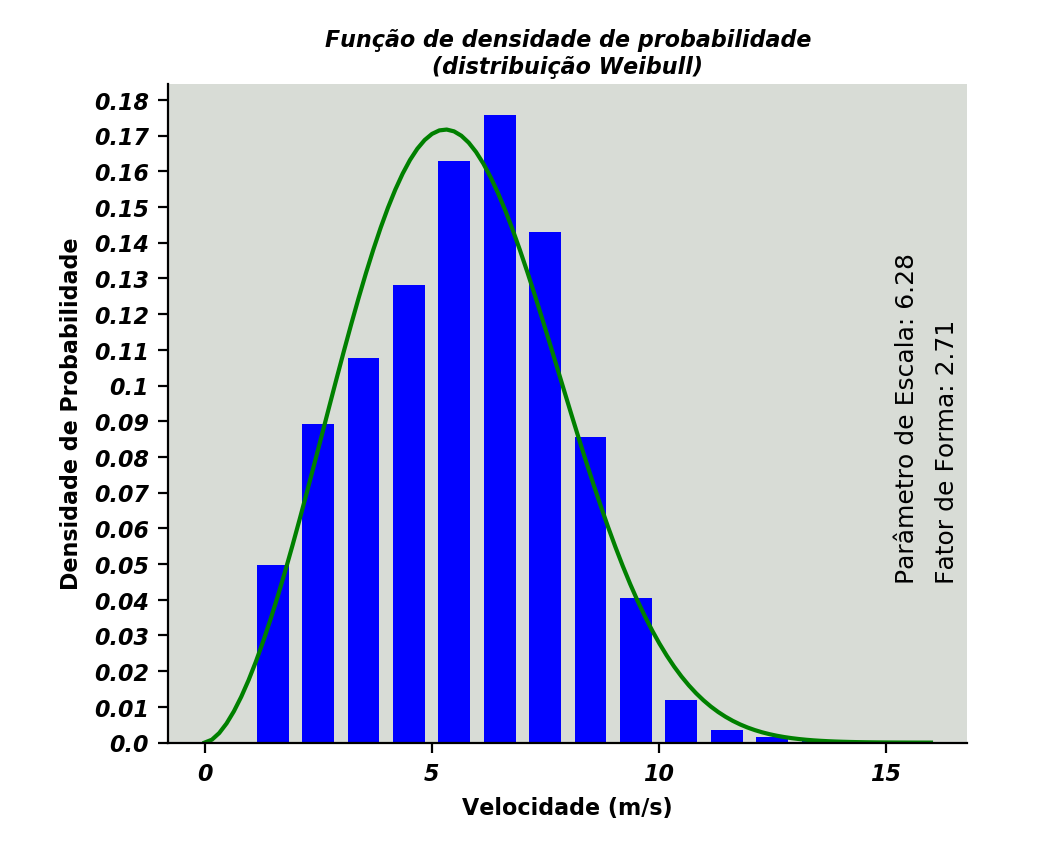 Função de densidade de probabilidade
(distribuição Weibull)
0.18
0.17
0.16
0.15
0.14
0.13
0.12
0.11
0.1
0.09
0.08
0.07
0.06
0.05
0.04
0.03
0.02
0.01
0.0
Densidade de Probabilidade
Parâmetro de Escala: 6.28
Fator de Forma: 2.71
0 5 10 15
Velocidade (m/s)